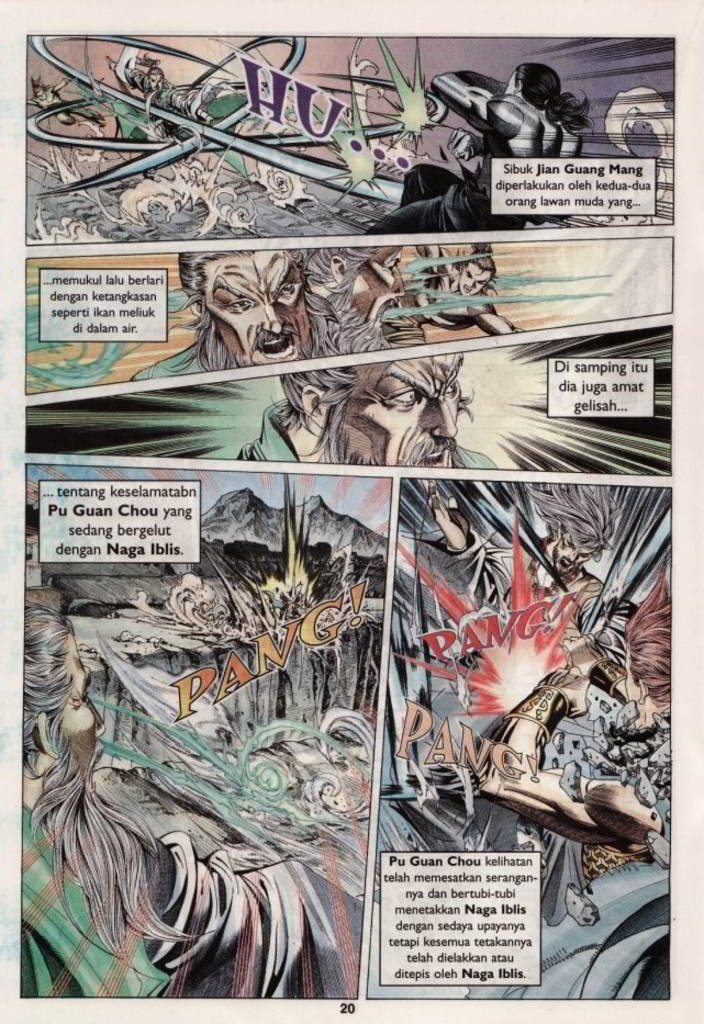 HU...
Sibuk Jian Guang Mang
diperlakukan oleh kedua-dua
orang lawan muda yang...
...memukul lalu berlari
dengan ketangkasan
seperti ikan meliuk
di dalam air.
Di samping itu
dia juga amat
gelisah...
... tentang keselamatabn
Pu Guan Chou yang
sedang bergelut
dengan Naga Iblis.
PANG!
PANG!
PANG!
Pu Guan Chou kelihatan
telah memesatkan serangan-
nya dan bertubi-tubi
menetakkan Naga Iblis
dengan sedaya upayanya
tetapi kesemua tetakannya
telah dielakkan atau
ditepis oleh Naga Iblis.
20